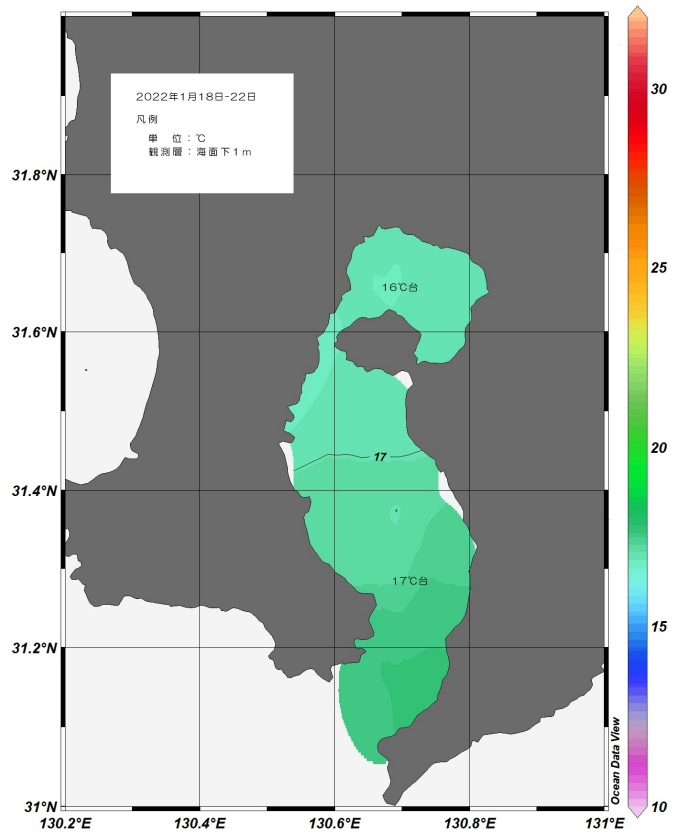 2022年1月18日-22日
凡例
単 位：℃
観測層：海面下1m
30
31.8°N
25
16℃台
31.6°N
20
17
31.4°N
17℃台
15
31.2°N
Ocean Data View
31°N
10
130.2°E
130.4°E
130.6°E
130.8°E
131°E